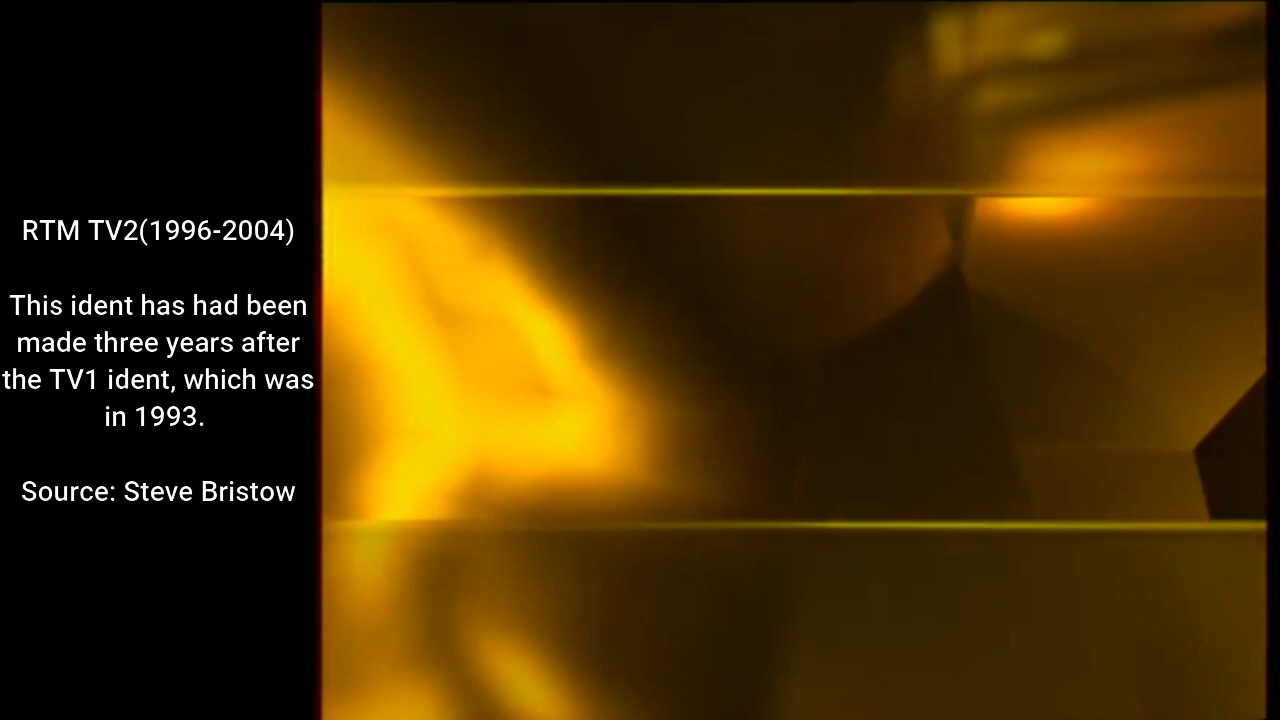 RTM TV2(1996-2004)
This ident has had been
made three years after
the TV1 ident, which was
in 1993.
Source: Steve Bristow